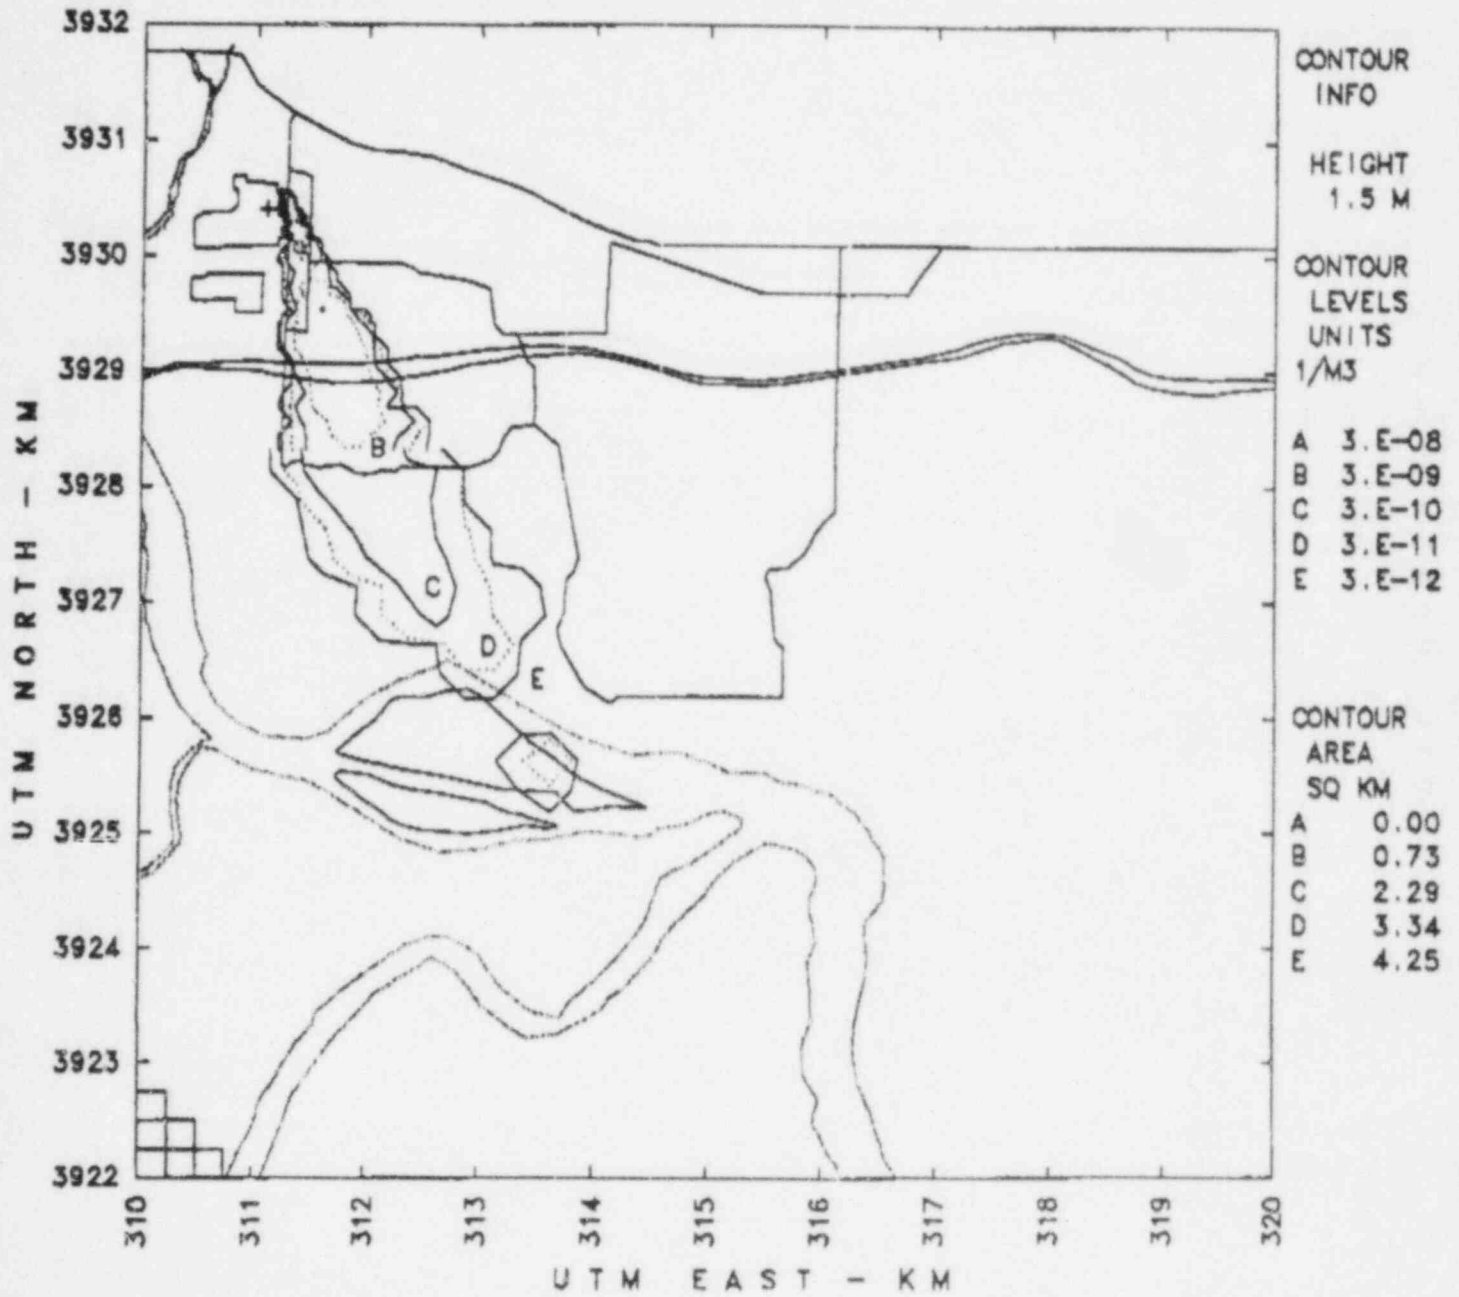 3932
3931
3930
3929
3928
3927
3926
3925
3924
3923
3922
UTM NORTH - KM
310 311 312 313 314 315 316 317 318 319 320
UTM EAST - KM
B
C
D
E
CONTOUR
INFO
HEIGHT
1.5 M
CONTOUR
LEVELS
UNITS
1/M3
A 3.E-08
B 3.E-09
C 3.E-10
D 3.E-11
E 3.E-12
CONTOUR
AREA
SQ KM
A 0.00
B 0.73
C 2.29
D 3.34
E 4.25